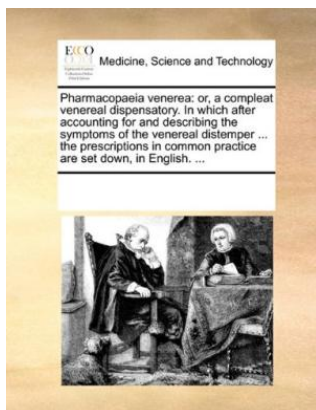 ECCO
Medicine, Science and Technology
Pharmacopaeia venerea: or, a compleat
venereal dispensatory. In which after
accounting for and describing the
symptoms of the venereal distemper ...
the prescriptions in common practice
are set down, in English. ...